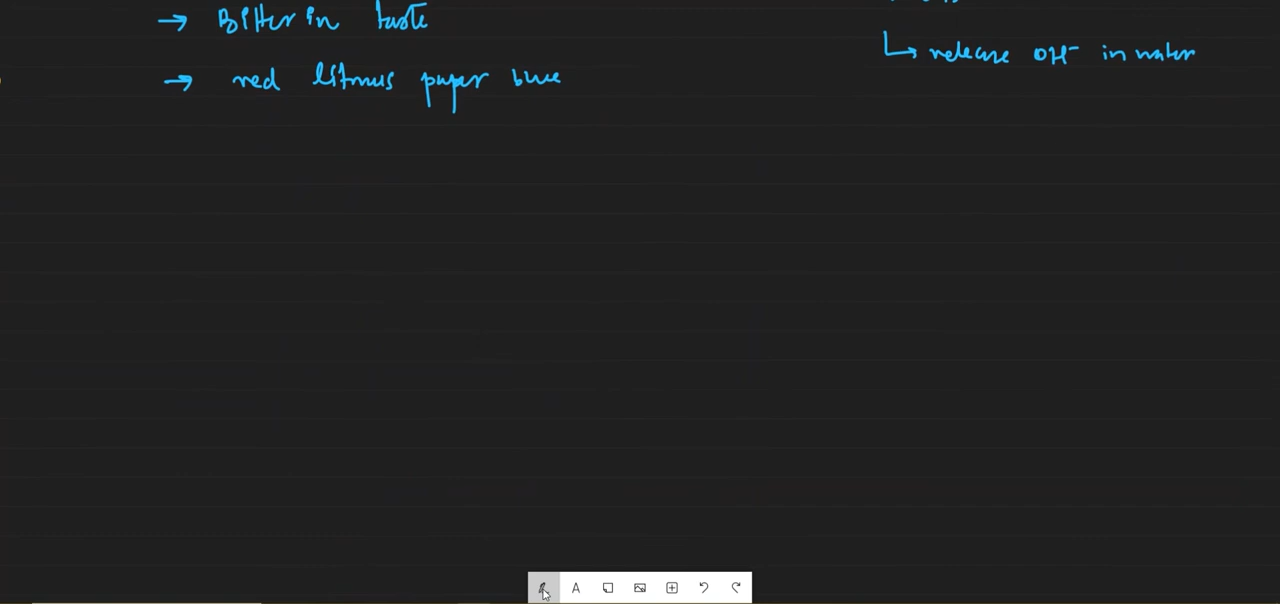 → Bitter in taste
→ red litmus paper blue
↳ release OH⁻ in water
A